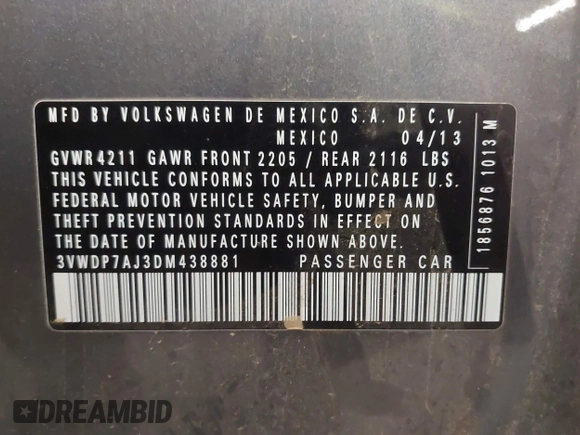 MFD BY VOLKSWAGEN DE MEXICO S.A. DE C.V.
MEXICO 04/13
GVWR 4211 GAWR FRONT 2205 / REAR 2116 LBS
THIS VEHICLE CONFORMS TO ALL APPLICABLE U.S.
FEDERAL MOTOR VEHICLE SAFETY, BUMPER AND
THEFT PREVENTION STANDARDS IN EFFECT ON
THE DATE OF MANUFACTURE SHOWN ABOVE.
3VWDP7AJ3DM438881 PASSENGER CAR
1856876 1013 M
DREAMBID